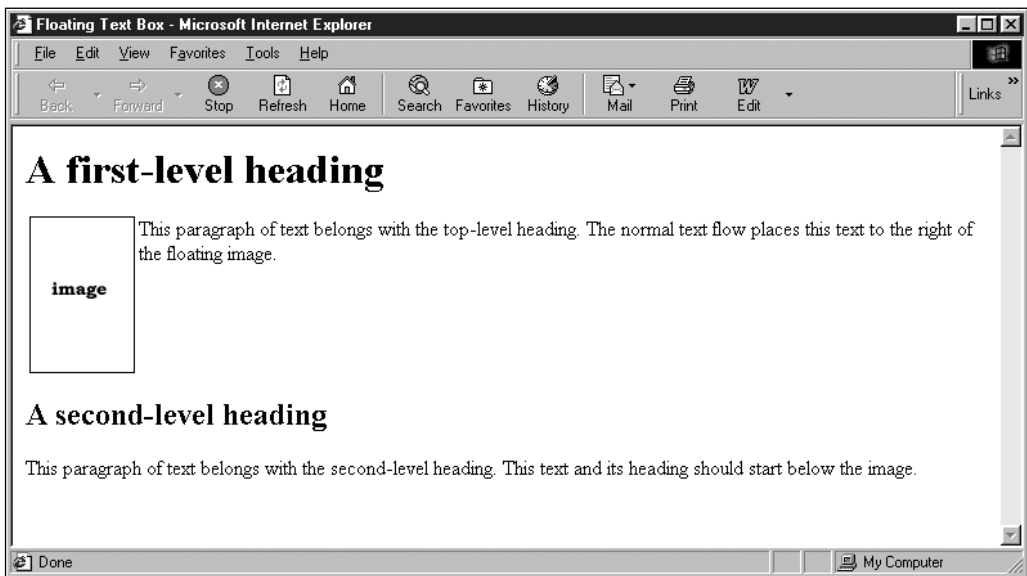 Floating Text Box - Microsoft Internet Explorer
File Edit View Favorites Tools Help
Back Forward Stop Refresh Home Search Favorites History Mail Print Edit Links »
A first-level heading
This paragraph of text belongs with the top-level heading. The normal text flow places this text to the right of
the floating image.
image
A second-level heading
This paragraph of text belongs with the second-level heading. This text and its heading should start below the image.
Done My Computer